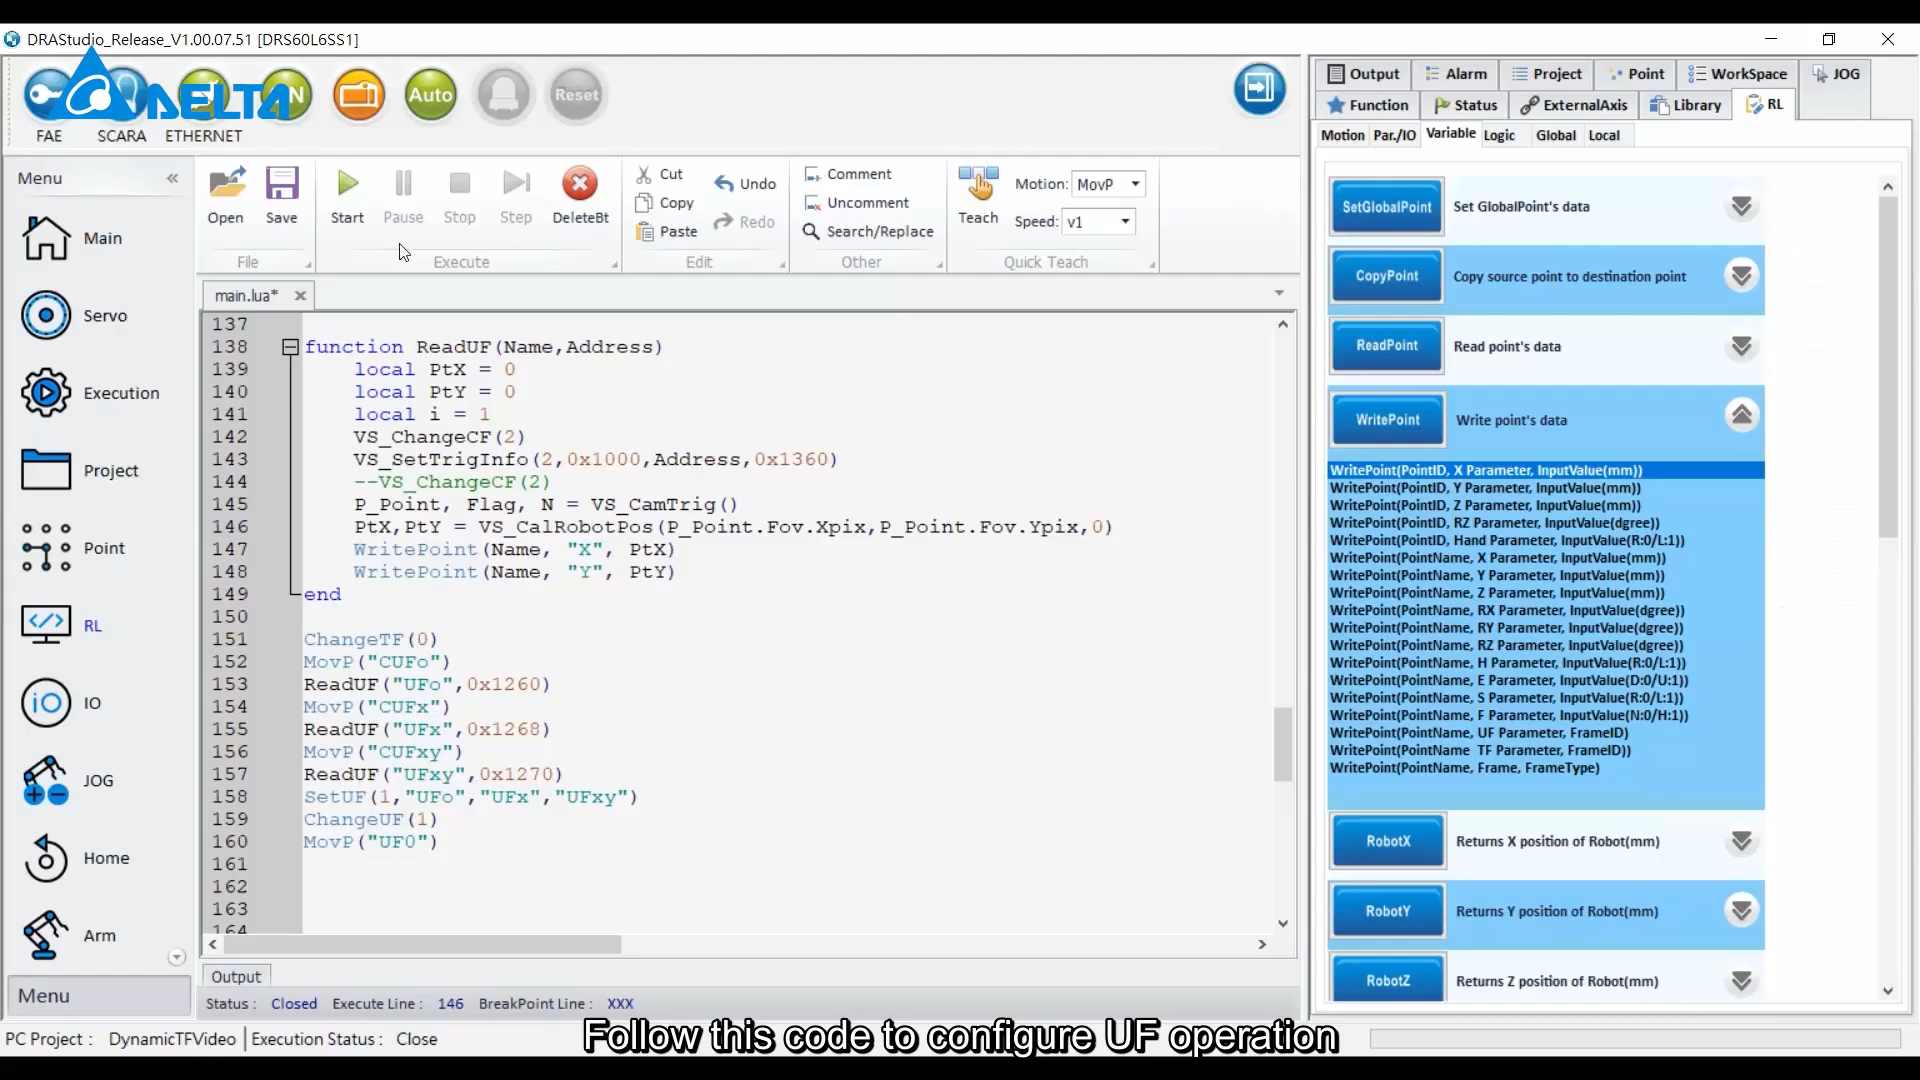 DRAStudio_Release_V1.00.07.51 [DRS60L6SS1]
DELTA
Auto
Reset
FAE SCARA ETHERNET
Output Alarm Project Point WorkSpace JOG
Function Status ExternalAxis Library RL
Motion Par./IO Variable Logic Global Local
Menu «
Open Save
File
Start Pause Stop Step DeleteBt
Execute
Cut
Copy
Paste
Undo
Redo
Edit
Comment
Uncomment
Search/Replace
Other
Teach
Motion: MovP
Speed: v1
Quick Teach
Main
Servo
Execution
Project
Point
RL
IO
JOG
Home
Arm
Menu
main.lua*
137
138 function ReadUF(Name,Address)
139 local PtX = 0
140 local PtY = 0
141 local i = 1
142 VS_ChangeCF(2)
143 VS_SetTrigInfo(2,0x1000,Address,0x1360)
144 --VS_ChangeCF(2)
145 P_Point, Flag, N = VS_CamTrig()
146 PtX,PtY = VS_CalRobotPos(P_Point.Fov.Xpix,P_Point.Fov.Ypix,0)
147 WritePoint(Name, "X", PtX)
148 WritePoint(Name, "Y", PtY)
149 end
150
151 ChangeTF(0)
152 MovP("CUFo")
153 ReadUF("UFo",0x1260)
154 MovP("CUFx")
155 ReadUF("UFx",0x1268)
156 MovP("CUFxy")
157 ReadUF("UFxy",0x1270)
158 SetUF(1,"UFo","UFx","UFxy")
159 ChangeUF(1)
160 MovP("UF0")
161
162
163
164
SetGlobalPoint Set GlobalPoint's data
CopyPoint Copy source point to destination point
ReadPoint Read point's data
WritePoint Write point's data
WritePoint(PointID, X Parameter, InputValue(mm))
WritePoint(PointID, Y Parameter, InputValue(mm))
WritePoint(PointID, Z Parameter, InputValue(mm))
WritePoint(PointID, RZ Parameter, InputValue(dgree))
WritePoint(PointID, Hand Parameter, InputValue(R:0/L:1))
WritePoint(PointName, X Parameter, InputValue(mm))
WritePoint(PointName, Y Parameter, InputValue(mm))
WritePoint(PointName, Z Parameter, InputValue(mm))
WritePoint(PointName, RX Parameter, InputValue(dgree))
WritePoint(PointName, RY Parameter, InputValue(dgree))
WritePoint(PointName, RZ Parameter, InputValue(dgree))
WritePoint(PointName, H Parameter, InputValue(R:0/L:1))
WritePoint(PointName, E Parameter, InputValue(D:0/U:1))
WritePoint(PointName, S Parameter, InputValue(R:0/L:1))
WritePoint(PointName, F Parameter, InputValue(N:0/H:1))
WritePoint(PointName, UF Parameter, FrameID)
WritePoint(PointName TF Parameter, FrameID))
WritePoint(PointName, Frame, FrameType)
RobotX Returns X position of Robot(mm)
RobotY Returns Y position of Robot(mm)
RobotZ Returns Z position of Robot(mm)
Output
Status : Closed Execute Line : 146 BreakPoint Line : XXX
PC Project : DynamicTFVideo Execution Status : Close
Follow this code to configure UF operation